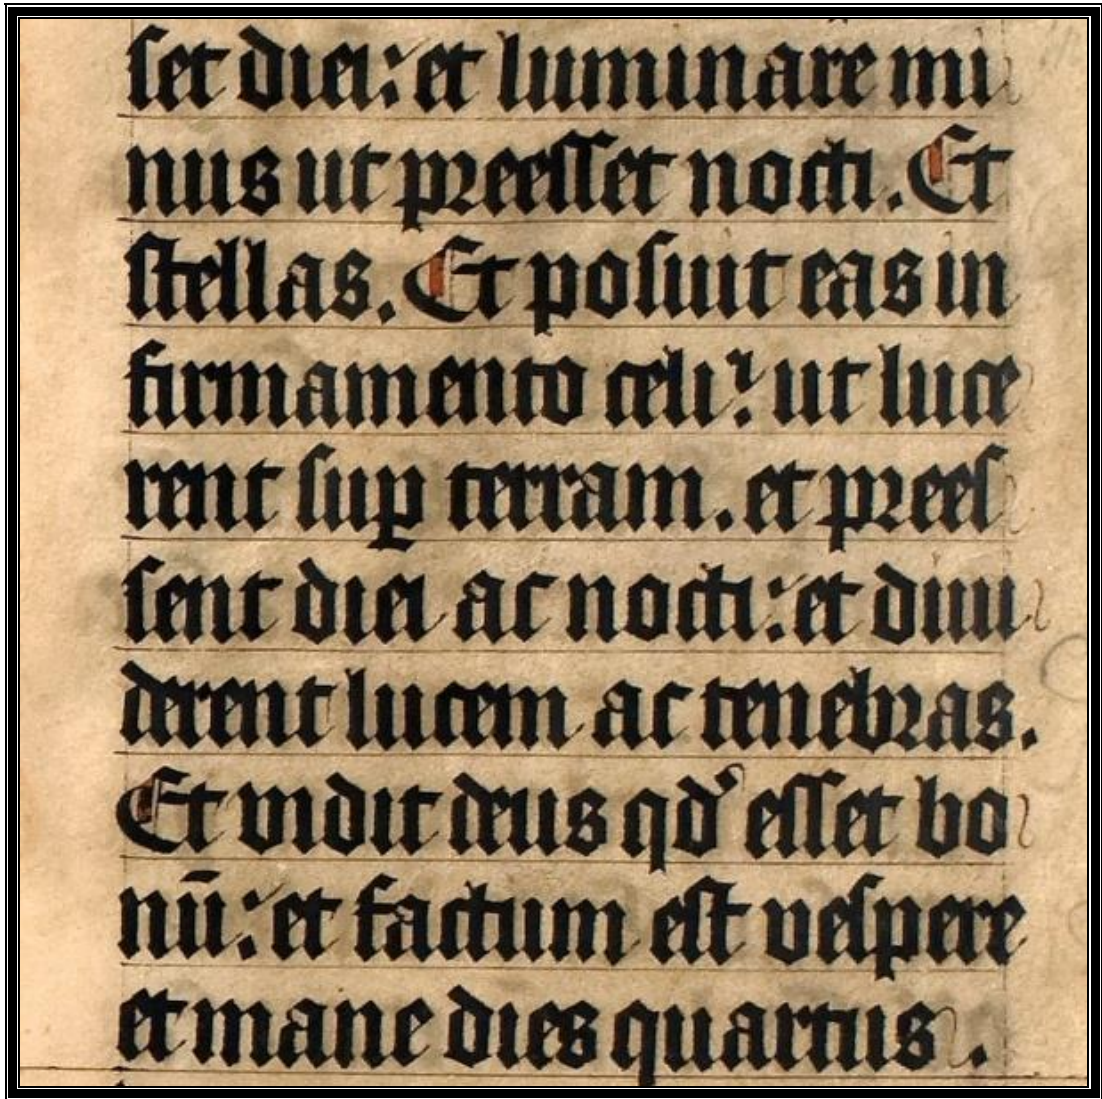 set diei: et luminare mi
nus ut preesset nocti. Et
stellas. Et posuit eas in
firmamento celi: ut luce
rent suꝑ terram. et prees
sent diei ac nocti: et diui
derent lucem ac tenebras.
Et vidit deus qd' esset bo
nū: et factum est vespere
et mane dies quartus.